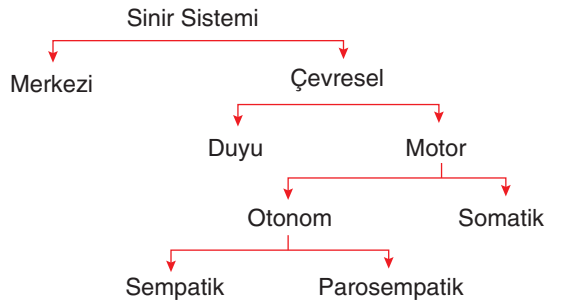 Sinir Sistemi
Merkezi
Çevresel
Duyu
Motor
Otonom
Somatik
Sempatik
Parosempatik